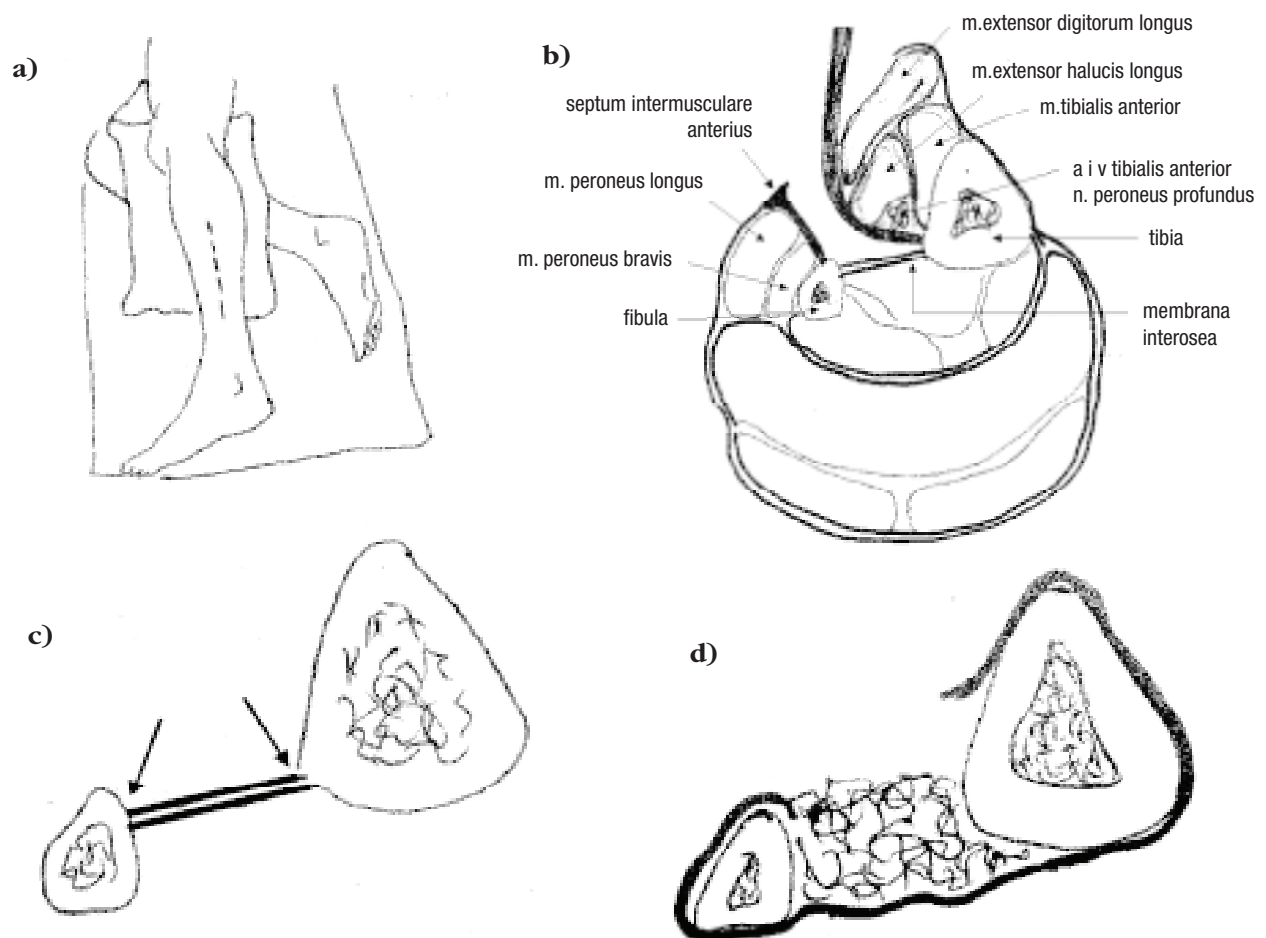 a)
b)
m.extensor digitorum longus
m.extensor halucis longus
m.tibialis anterior
a i v tibialis anterior
n. peroneus profundus
tibia
membrana
interosea
septum intermusculare
anterius
m. peroneus longus
m. peroneus bravis
fibula
c)
d)